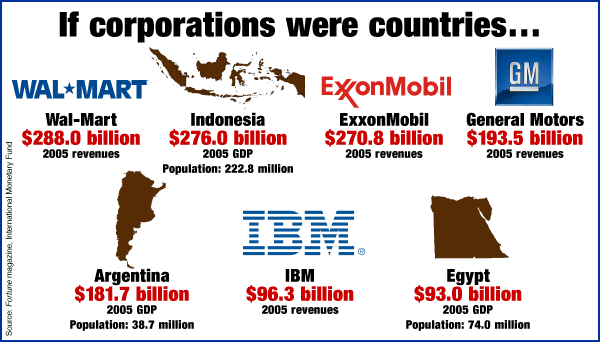 If corporations were countries…
WAL★MART
ExxonMobil
GM
Wal-Mart
$288.0 billion
2005 revenues
Indonesia
$276.0 billion
2005 GDP
Population: 222.8 million
ExxonMobil
$270.8 billion
2005 revenues
General Motors
$193.5 billion
2005 revenues
IBM®
Argentina
$181.7 billion
2005 GDP
Population: 38.7 million
IBM
$96.3 billion
2005 revenues
Egypt
$93.0 billion
2005 GDP
Population: 74.0 million
Source: Fortune magazine, International Monetary Fund